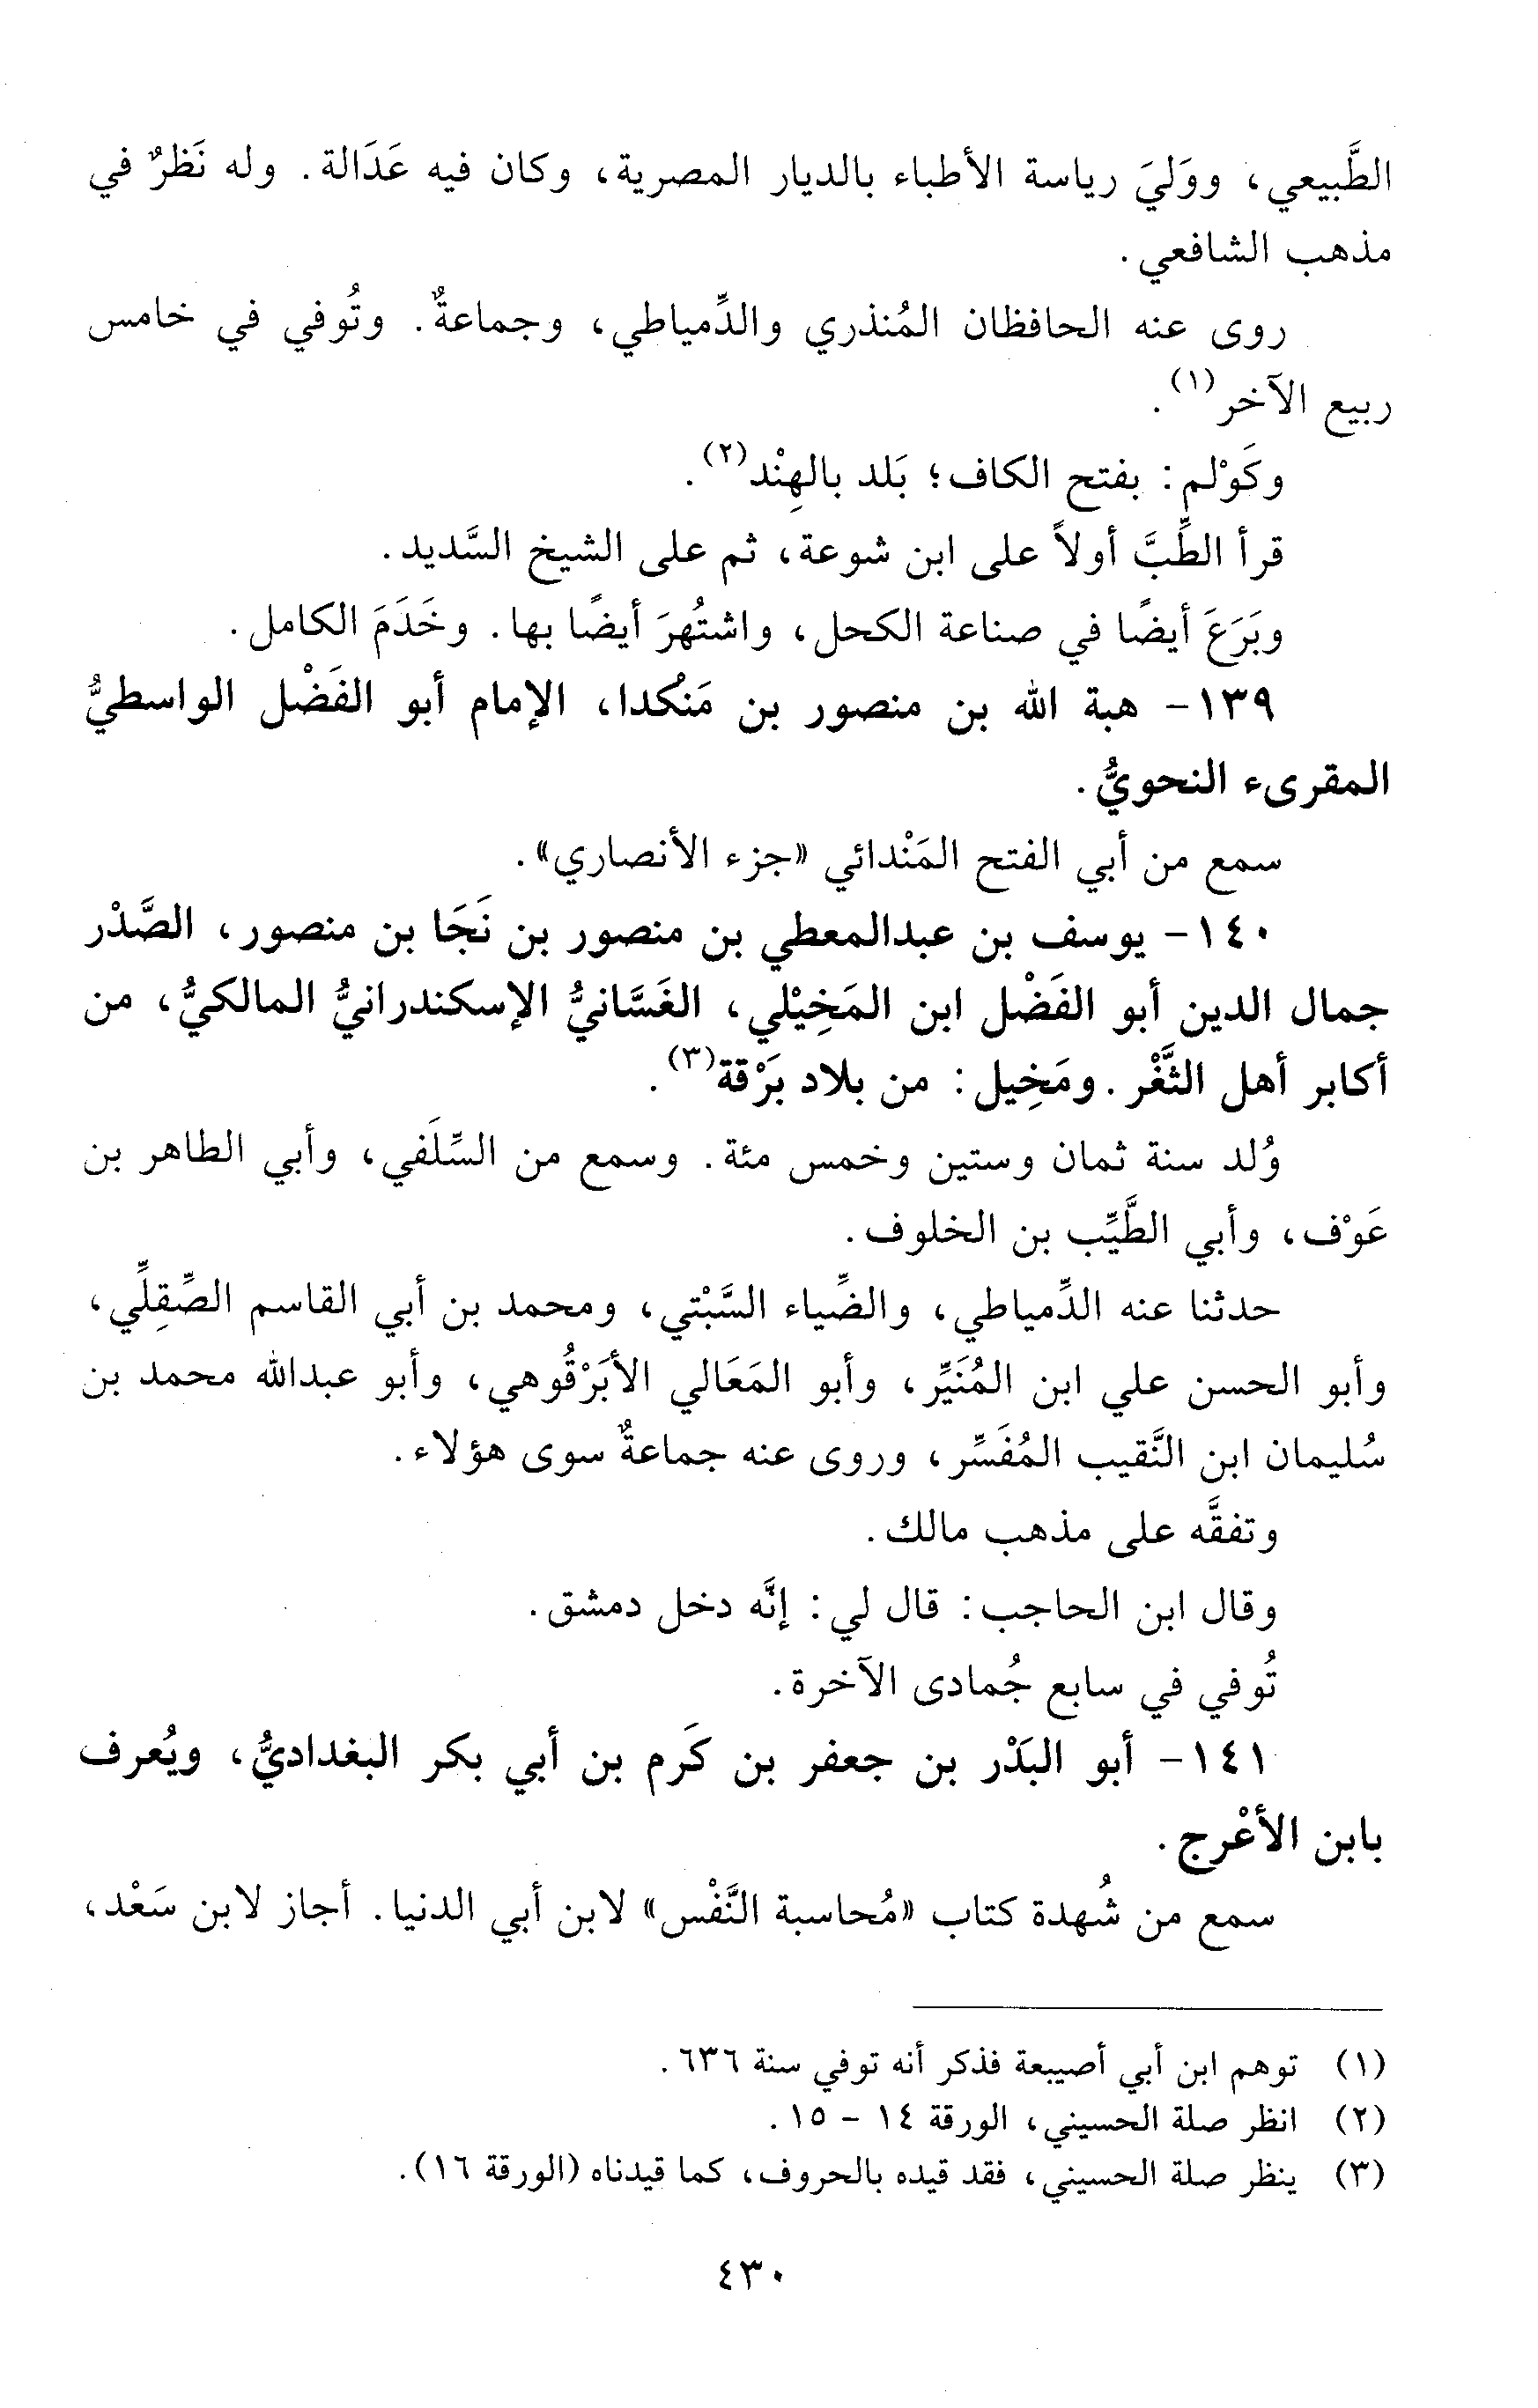 الطَّبيعي، ووَليَ رياسة الأطباء بالديار المصرية، وكان فيه عَدَالة. وله نَظرٌ في
مذهب الشافعي.
روى عنه الحافظان المُنذري والدِّمياطي، وجماعةٌ. وتُوفي في خامس
ربيع الآخر(١).
وكَوْلم: بفتح الكاف؛ بَلد بالهِنْد(٢).
قرأ الطِّبَّ أولاً على ابن شوعة، ثم على الشيخ السَّديد.
وبَرَعَ أيضًا في صناعة الكحل، واشتُهرَ أيضًا بها. وخَدَمَ الكامل.
١٣٩- هبة الله بن منصور بن مَنْكدا، الإمام أبو الفَضْل الواسطيُّ
المقرىء النحويُّ.
سمع من أبي الفتح المَنْدائي «جزء الأنصاري».
١٤٠- يوسف بن عبدالمعطي بن منصور بن نَجَا بن منصور، الصَّدْر
جمال الدين أبو الفَضْل ابن المَخِيْلي، الغَسَّانيُّ الإسكندرانيُّ المالكيُّ، من
أكابر أهل الثَّغْر. ومَخِيل: من بلاد بَرْقة(٣).
وُلد سنة ثمان وستين وخمس مئة. وسمع من السِّلَفي، وأبي الطاهر بن
عَوْف، وأبي الطَّيِّب بن الخلوف.
حدثنا عنه الدِّمياطي، والضِّياء السَّبْتي، ومحمد بن أبي القاسم الصِّقِلِّي،
وأبو الحسن علي ابن المُنَيِّر، وأبو المَعَالي الأبَرْقُوهي، وأبو عبدالله محمد بن
سُليمان ابن النَّقيب المُفَسِّر، وروى عنه جماعةٌ سوى هؤلاء.
وتفقَّه على مذهب مالك.
وقال ابن الحاجب: قال لي: إنَّه دخل دمشق.
تُوفي في سابع جُمادى الآخرة.
١٤١- أبو البَدْر بن جعفر بن كَرم بن أبي بكر البغداديُّ، ويُعرف
بابن الأعْرج.
سمع من شُهدة كتاب «مُحاسبة النَّفْس» لابن أبي الدنيا. أجاز لابن سَعْد،
(١) توهم ابن أبي أصيبعة فذكر أنه توفي سنة ٦٣٦.
(٢) انظر صلة الحسيني، الورقة ١٤ - ١٥.
(٣) ينظر صلة الحسيني، فقد قيده بالحروف، كما قيدناه (الورقة ١٦).
٤٣٠